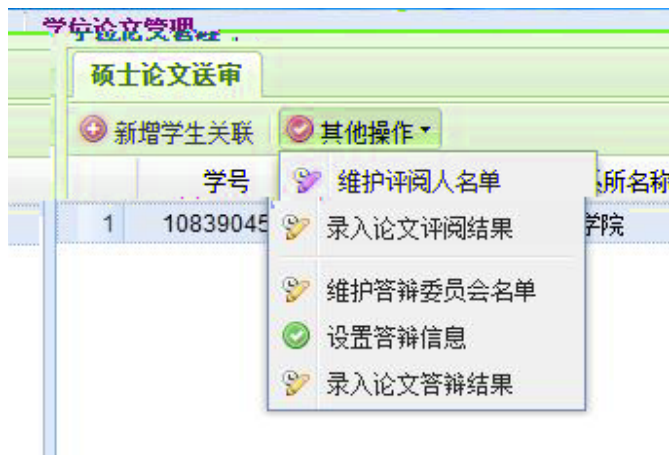 学位论文管理
硕士论文送审
新增学生关联 其他操作
学号 系所名称
维护评阅人名单
1 10839045 学院
录入论文评阅结果
维护答辩委员会名单
设置答辩信息
录入论文答辩结果